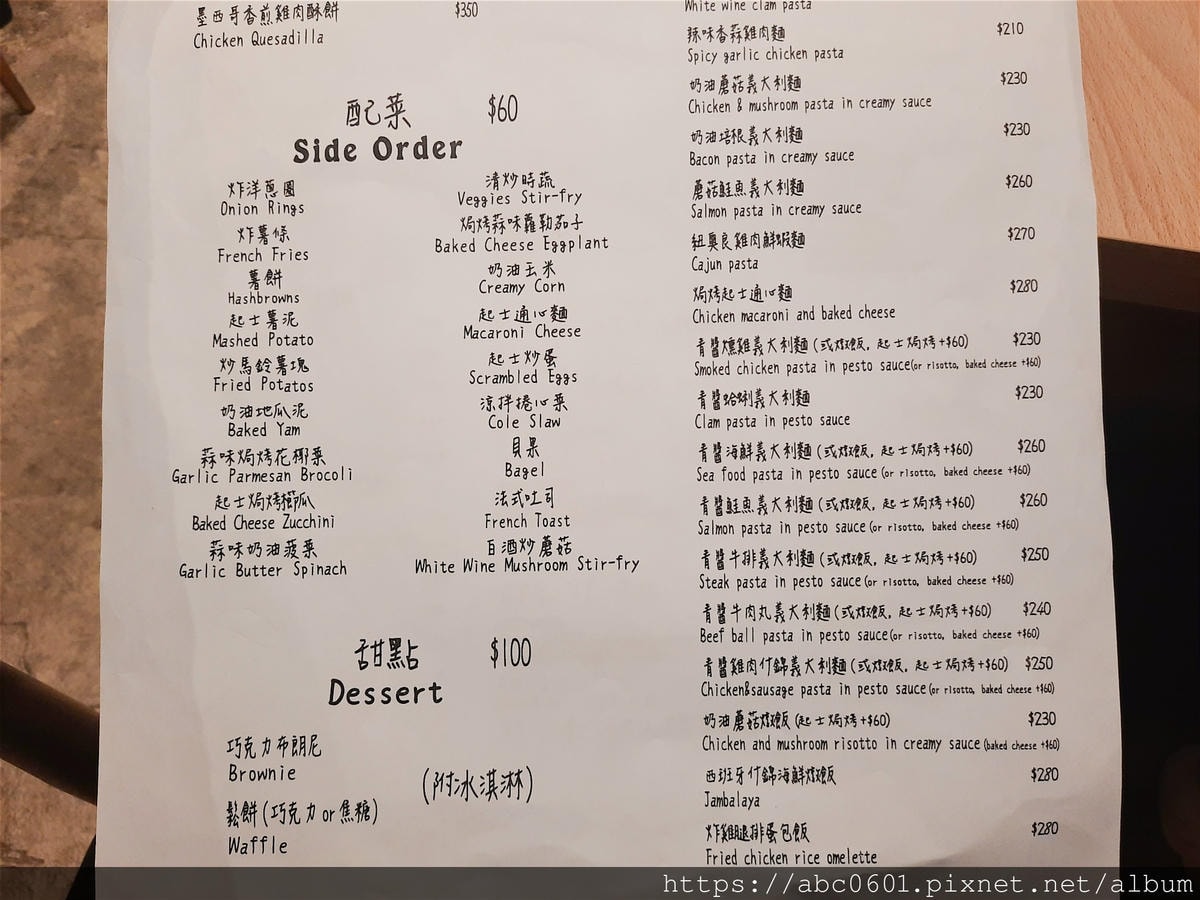 墨西哥香煎雞肉酥餅 $350
Chicken Quesadilla
配菜 $60
Side Order
炸洋蔥圈
Onion Rings
炸薯條
French Fries
薯餅
Hashbrowns
起士薯泥
Mashed Potato
炒馬鈴薯塊
Fried Potatos
奶油地瓜泥
Baked Yam
蒜味焗烤花椰菜
Garlic Parmesan Brocoli
起士焗烤櫛瓜
Baked Cheese Zucchini
蒜味奶油菠菜
Garlic Butter Spinach
清炒時蔬
Veggies Stir-fry
焗烤蒜味蘿勒茄子
Baked Cheese Eggplant
奶油玉米
Creamy Corn
起士通心麵
Macaroni Cheese
起士炒蛋
Scrambled Eggs
涼拌捲心菜
Cole Slaw
貝果
Bagel
法式吐司
French Toast
白酒炒蘑菇
White Wine Mushroom Stir-fry
甜點 $100
Dessert
巧克力布朗尼
Brownie
(附冰淇淋)
鬆餅(巧克力or焦糖)
Waffle
White wine clam pasta
辣味香蒜雞肉麵 $210
Spicy garlic chicken pasta
奶油蘑菇義大利麵 $230
Chicken & mushroom pasta in creamy sauce
奶油培根義大利麵 $230
Bacon pasta in creamy sauce
蘑菇鮭魚義大利麵 $260
Salmon pasta in creamy sauce
紐奧良雞肉鮮蝦麵 $270
Cajun pasta
焗烤起士通心麵 $280
Chicken macaroni and baked cheese
青醬燻雞義大利麵(或燉飯, 起士焗烤+$60) $230
Smoked chicken pasta in pesto sauce(or risotto, baked cheese +$60)
青醬蛤蜊義大利麵 $230
Clam pasta in pesto sauce
青醬海鮮義大利麵(或燉飯, 起士焗烤+$60) $260
Sea food pasta in pesto sauce(or risotto, baked cheese +$60)
青醬鮭魚義大利麵(或燉飯, 起士焗烤+$60) $260
Salmon pasta in pesto sauce(or risotto, baked cheese +$60)
青醬牛排義大利麵(或燉飯, 起士焗烤+$60) $250
Steak pasta in pesto sauce(or risotto, baked cheese +$60)
青醬牛肉丸義大利麵(或燉飯, 起士焗烤+$60) $240
Beef ball pasta in pesto sauce(or risotto, baked cheese +$60)
青醬雞肉什錦義大利麵(或燉飯, 起士焗烤+$60) $250
Chicken&sausage pasta in pesto sauce(or risotto, baked cheese +$60)
奶油蘑菇燉飯(起士焗烤+$60) $230
Chicken and mushroom risotto in creamy sauce(baked cheese +$60)
西班牙什錦海鮮燉飯 $280
Jambalaya
炸雞腿排蛋包飯 $280
Fried chicken rice omelette
https://abc0601.pixnet.net/album